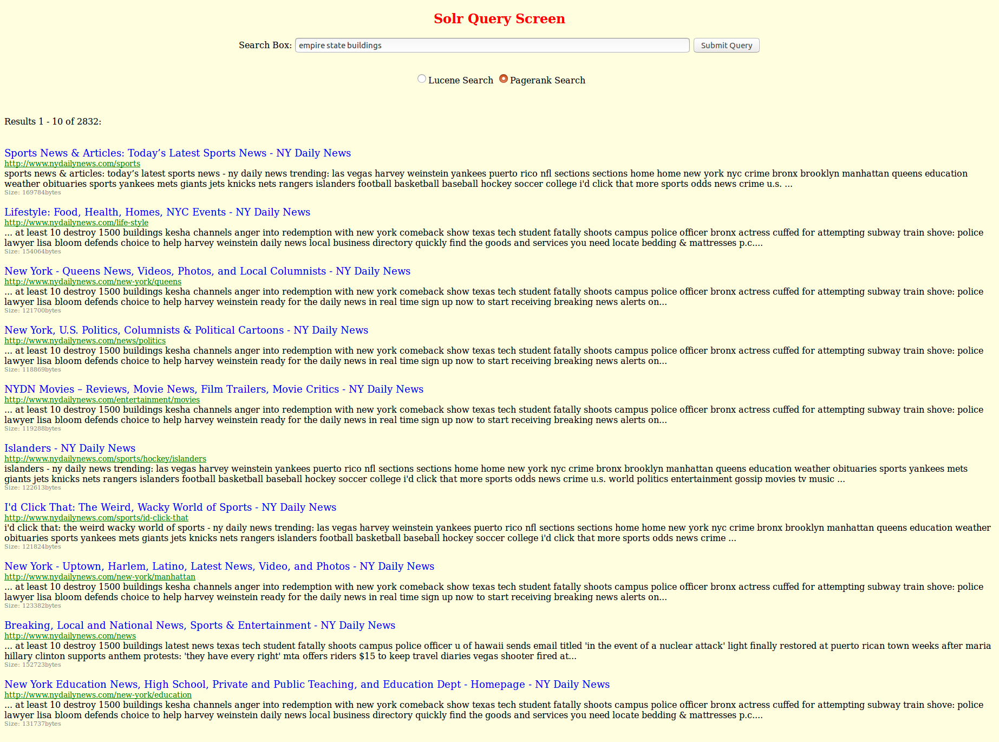 Solr Query Screen
Search Box: empire state buildings Submit Query
Lucene Search Pagerank Search
Results 1 - 10 of 2832:
Sports News & Articles: Today’s Latest Sports News - NY Daily News
http://www.nydailynews.com/sports
sports news & articles: today’s latest sports news - ny daily news trending: las vegas harvey weinstein yankees puerto rico nfl sections sections home home new york nyc crime bronx brooklyn manhattan queens education
weather obituaries sports yankees mets giants jets knicks nets rangers islanders football basketball baseball hockey soccer college i'd click that more sports odds news crime u.s. ...
Size: 169784bytes
Lifestyle: Food, Health, Homes, NYC Events - NY Daily News
http://www.nydailynews.com/life-style
... at least 10 destroy 1500 buildings kesha channels anger into redemption with new york comeback show texas tech student fatally shoots campus police officer bronx actress cuffed for attempting subway train shove: police
lawyer lisa bloom defends choice to help harvey weinstein daily news local business directory quickly find the goods and services you need locate bedding & mattresses p.c....
Size: 154064bytes
New York - Queens News, Videos, Photos, and Local Columnists - NY Daily News
http://www.nydailynews.com/new-york/queens
... at least 10 destroy 1500 buildings kesha channels anger into redemption with new york comeback show texas tech student fatally shoots campus police officer bronx actress cuffed for attempting subway train shove: police
lawyer lisa bloom defends choice to help harvey weinstein ready for the daily news in real time sign up now to start receiving breaking news alerts on...
Size: 121700bytes
New York, U.S. Politics, Columnists & Political Cartoons - NY Daily News
http://www.nydailynews.com/news/politics
... at least 10 destroy 1500 buildings kesha channels anger into redemption with new york comeback show texas tech student fatally shoots campus police officer bronx actress cuffed for attempting subway train shove: police
lawyer lisa bloom defends choice to help harvey weinstein ready for the daily news in real time sign up now to start receiving breaking news alerts on...
Size: 118869bytes
NYDN Movies – Reviews, Movie News, Film Trailers, Movie Critics - NY Daily News
http://www.nydailynews.com/entertainment/movies
... at least 10 destroy 1500 buildings kesha channels anger into redemption with new york comeback show texas tech student fatally shoots campus police officer bronx actress cuffed for attempting subway train shove: police
lawyer lisa bloom defends choice to help harvey weinstein ready for the daily news in real time sign up now to start receiving breaking news alerts on...
Size: 119288bytes
Islanders - NY Daily News
http://www.nydailynews.com/sports/hockey/islanders
islanders - ny daily news trending: las vegas harvey weinstein yankees puerto rico nfl sections sections home home new york nyc crime bronx brooklyn manhattan queens education weather obituaries sports yankees mets
giants jets knicks nets rangers islanders football basketball baseball hockey soccer college i'd click that more sports odds news crime u.s. world politics entertainment gossip movies tv music ...
Size: 122613bytes
I'd Click That: The Weird, Wacky World of Sports - NY Daily News
http://www.nydailynews.com/sports/id-click-that
i'd click that: the weird wacky world of sports - ny daily news trending: las vegas harvey weinstein yankees puerto rico nfl sections sections home home new york nyc crime bronx brooklyn manhattan queens education weather
obituaries sports yankees mets giants jets knicks nets rangers islanders football basketball baseball hockey soccer college i'd click that more sports odds news crime ...
Size: 121824bytes
New York - Uptown, Harlem, Latino, Latest News, Video, and Photos - NY Daily News
http://www.nydailynews.com/new-york/manhattan
... at least 10 destroy 1500 buildings kesha channels anger into redemption with new york comeback show texas tech student fatally shoots campus police officer bronx actress cuffed for attempting subway train shove: police
lawyer lisa bloom defends choice to help harvey weinstein ready for the daily news in real time sign up now to start receiving breaking news alerts on...
Size: 123382bytes
Breaking, Local and National News, Sports & Entertainment - NY Daily News
http://www.nydailynews.com/news
... at least 10 destroy 1500 buildings latest news texas tech student fatally shoots campus police officer u of hawaii sends email titled 'in the event of a nuclear attack' light finally restored at puerto rican town weeks after maria
hillary clinton supports anthem protests: 'they have every right' mta offers riders $15 to keep travel diaries vegas shooter fired at...
Size: 152723bytes
New York Education News, High School, Private and Public Teaching, and Education Dept - Homepage - NY Daily News
http://www.nydailynews.com/new-york/education
... at least 10 destroy 1500 buildings kesha channels anger into redemption with new york comeback show texas tech student fatally shoots campus police officer bronx actress cuffed for attempting subway train shove: police
lawyer lisa bloom defends choice to help harvey weinstein daily news local business directory quickly find the goods and services you need locate bedding & mattresses p.c....
Size: 131737bytes